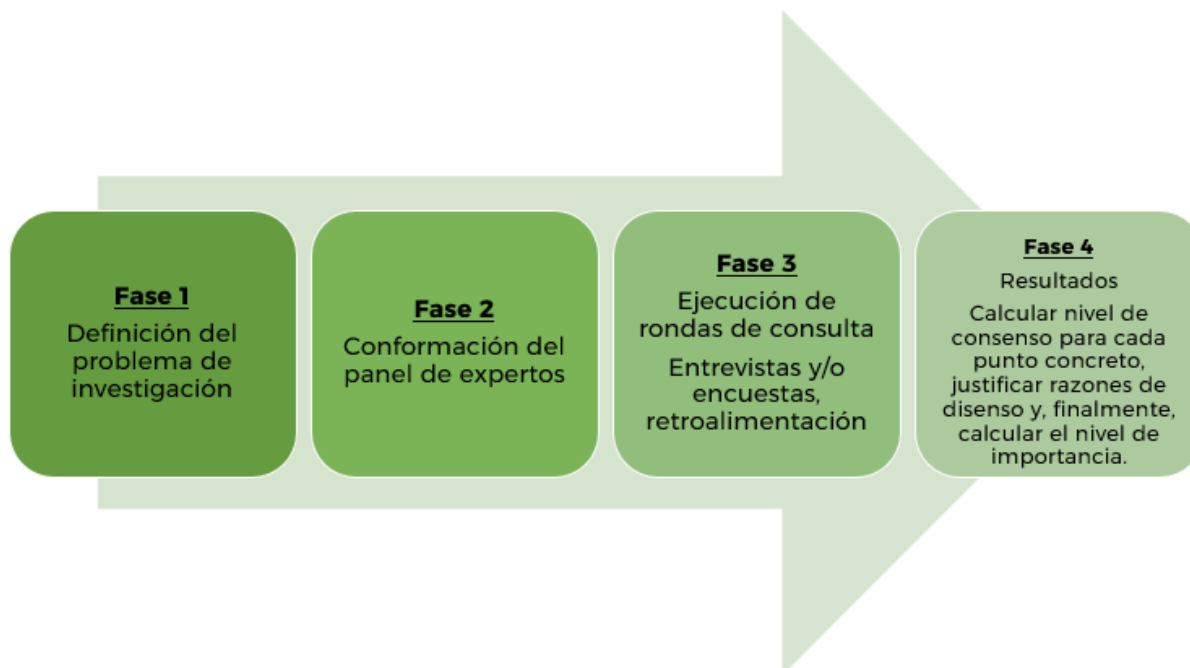 Fase 1
Definición del
problema de
investigación
Fase 2
Conformación del
panel de expertos
Fase 3
Ejecución de
rondas de consulta
Entrevistas y/o
encuestas,
retroalimentación
Fase 4
Resultados
Calcular nivel de
consenso para cada
punto concreto,
justificar razones de
disenso y, finalmente,
calcular el nivel de
importancia.